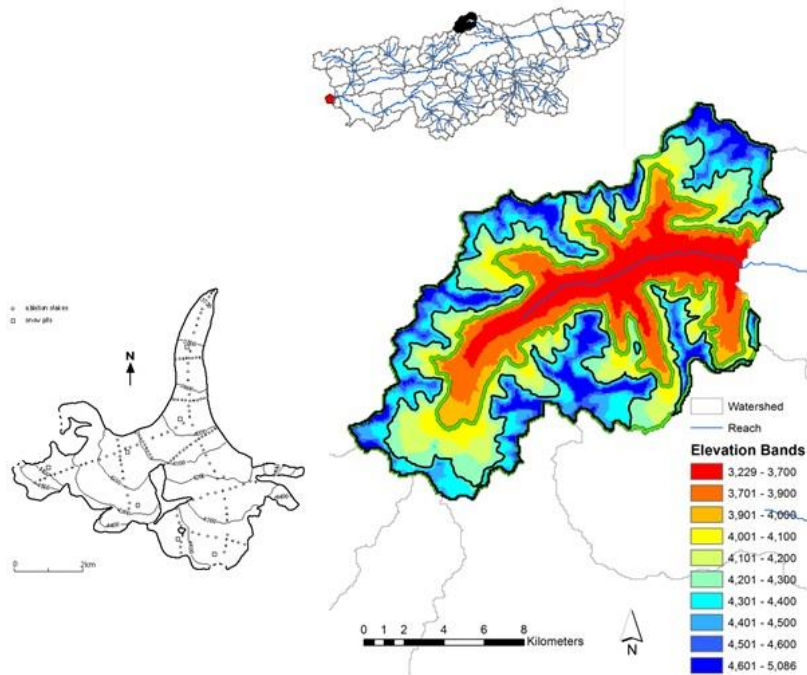 ablation stakes
snow pits
N
0
2km
Watershed
Reach
Elevation Bands
3,229 - 3,700
3,701 - 3,900
3,901 - 4,000
4,001 - 4,100
4,101 - 4,200
4,201 - 4,300
4,301 - 4,400
4,401 - 4,500
4,501 - 4,600
4,601 - 5,086
0 1 2 4 6 8
Kilometers
N